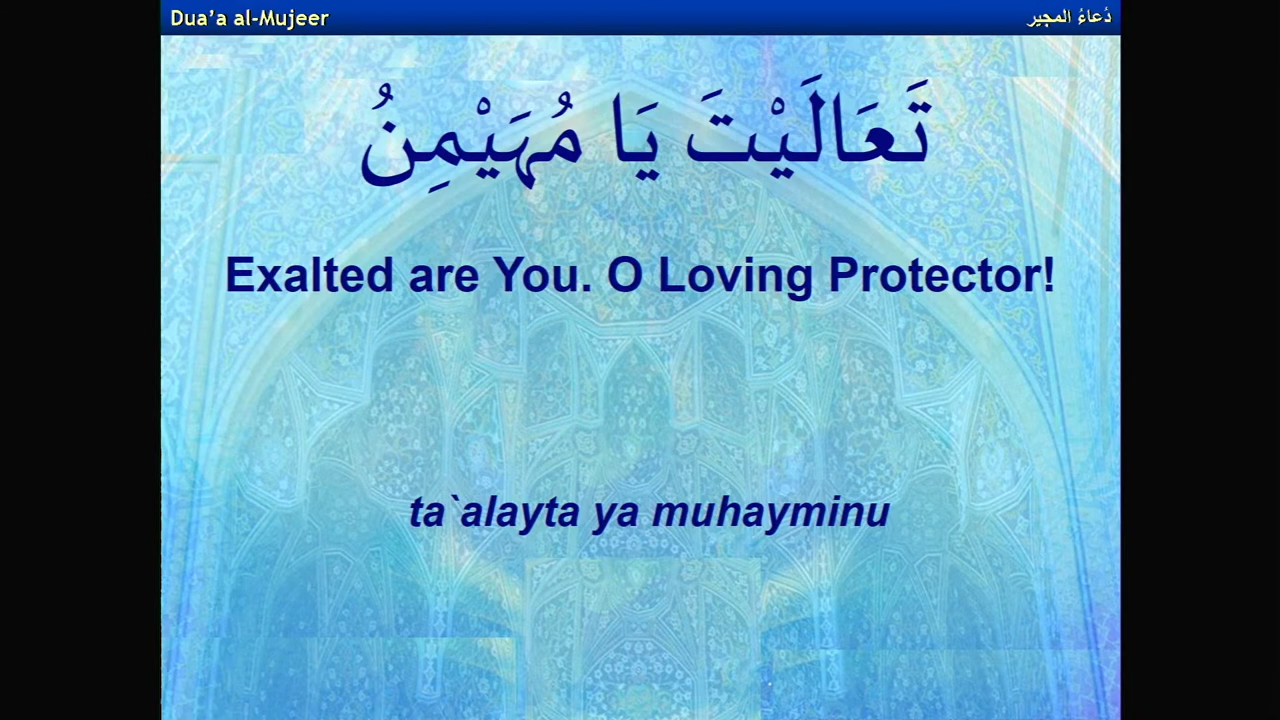 Dua’a al-Mujeer
دُعاءُ المجير
تَعَالَيْتَ يَا مُهَيْمِنُ
Exalted are You. O Loving Protector!
ta`alayta ya muhayminu